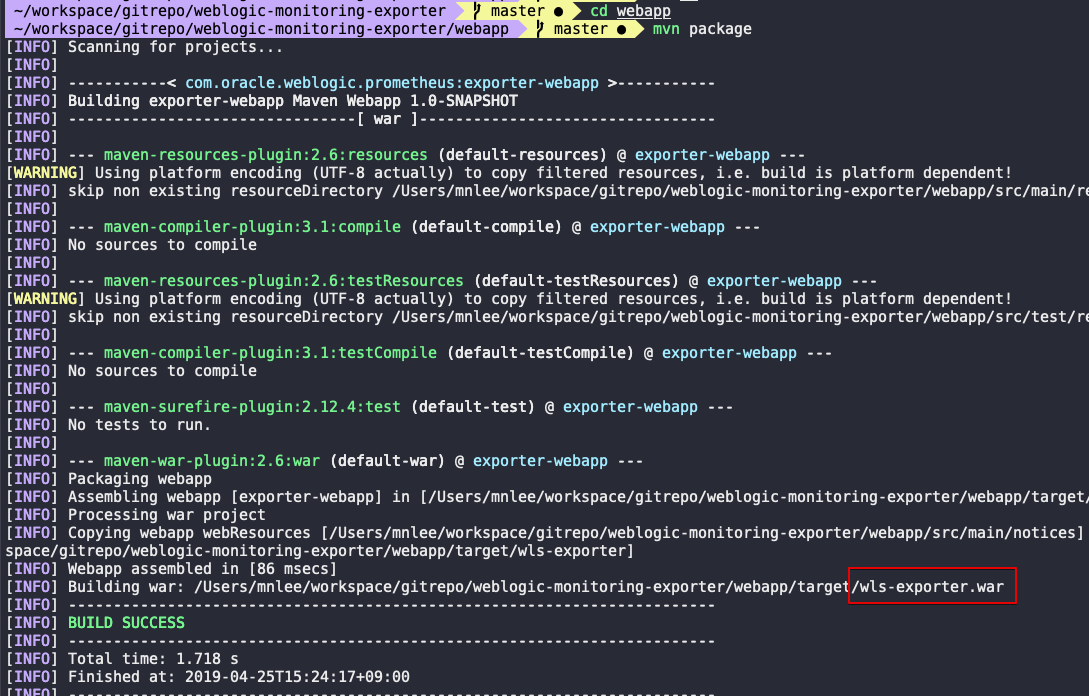 ~/workspace/gitrepo/weblogic-monitoring-exporter master ● cd webapp
~/workspace/gitrepo/weblogic-monitoring-exporter/webapp master ● mvn package
[INFO] Scanning for projects...
[INFO]
[INFO] -----------< com.oracle.weblogic.prometheus:exporter-webapp >-----------
[INFO] Building exporter-webapp Maven Webapp 1.0-SNAPSHOT
[INFO] --------------------------------[ war ]---------------------------------
[INFO]
[INFO] --- maven-resources-plugin:2.6:resources (default-resources) @ exporter-webapp ---
[WARNING] Using platform encoding (UTF-8 actually) to copy filtered resources, i.e. build is platform dependent!
[INFO] skip non existing resourceDirectory /Users/mnlee/workspace/gitrepo/weblogic-monitoring-exporter/webapp/src/main/re
[INFO]
[INFO] --- maven-compiler-plugin:3.1:compile (default-compile) @ exporter-webapp ---
[INFO] No sources to compile
[INFO]
[INFO] --- maven-resources-plugin:2.6:testResources (default-testResources) @ exporter-webapp ---
[WARNING] Using platform encoding (UTF-8 actually) to copy filtered resources, i.e. build is platform dependent!
[INFO] skip non existing resourceDirectory /Users/mnlee/workspace/gitrepo/weblogic-monitoring-exporter/webapp/src/test/re
[INFO]
[INFO] --- maven-compiler-plugin:3.1:testCompile (default-testCompile) @ exporter-webapp ---
[INFO] No sources to compile
[INFO]
[INFO] --- maven-surefire-plugin:2.12.4:test (default-test) @ exporter-webapp ---
[INFO] No tests to run.
[INFO]
[INFO] --- maven-war-plugin:2.6:war (default-war) @ exporter-webapp ---
[INFO] Packaging webapp
[INFO] Assembling webapp [exporter-webapp] in [/Users/mnlee/workspace/gitrepo/weblogic-monitoring-exporter/webapp/target/
[INFO] Processing war project
[INFO] Copying webapp webResources [/Users/mnlee/workspace/gitrepo/weblogic-monitoring-exporter/webapp/src/main/notices]
space/gitrepo/weblogic-monitoring-exporter/webapp/target/wls-exporter]
[INFO] Webapp assembled in [86 msecs]
[INFO] Building war: /Users/mnlee/workspace/gitrepo/weblogic-monitoring-exporter/webapp/target/wls-exporter.war
[INFO] ------------------------------------------------------------------------
[INFO] BUILD SUCCESS
[INFO] ------------------------------------------------------------------------
[INFO] Total time: 1.718 s
[INFO] Finished at: 2019-04-25T15:24:17+09:00
[INFO] ------------------------------------------------------------------------